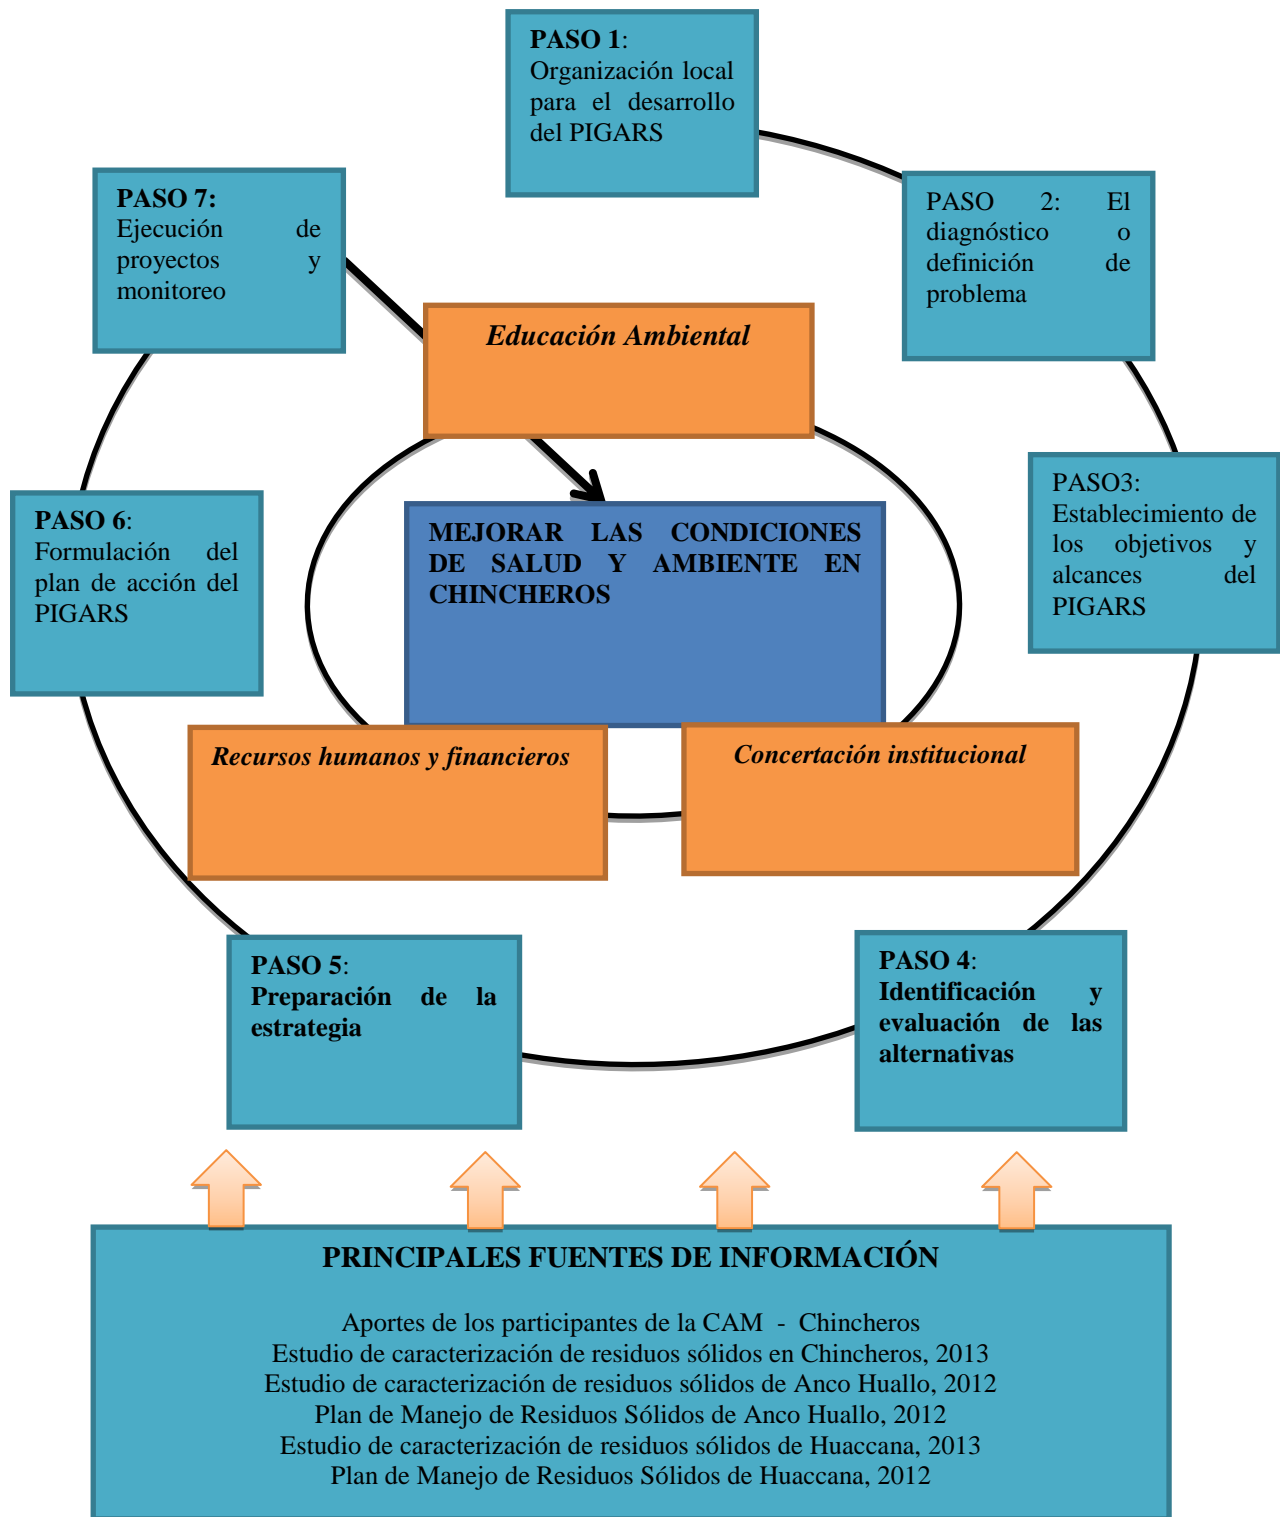 PASO 1:
Organización local
para el desarrollo
del PIGARS
PASO 2: El
diagnóstico o
definición de
problema
PASO3:
Establecimiento de
los objetivos y
alcances del
PIGARS
PASO 4:
Identificación y
evaluación de las
alternativas
PASO 5:
Preparación de la
estrategia
PASO 6:
Formulación del
plan de acción del
PIGARS
PASO 7:
Ejecución de
proyectos y
monitoreo
Educación Ambiental
MEJORAR LAS CONDICIONES
DE SALUD Y AMBIENTE EN
CHINCHEROS
Recursos humanos y financieros
Concertación institucional
PRINCIPALES FUENTES DE INFORMACIÓN
Aportes de los participantes de la CAM - Chincheros
Estudio de caracterización de residuos sólidos en Chincheros, 2013
Estudio de caracterización de residuos sólidos de Anco Huallo, 2012
Plan de Manejo de Residuos Sólidos de Anco Huallo, 2012
Estudio de caracterización de residuos sólidos de Huaccana, 2013
Plan de Manejo de Residuos Sólidos de Huaccana, 2012